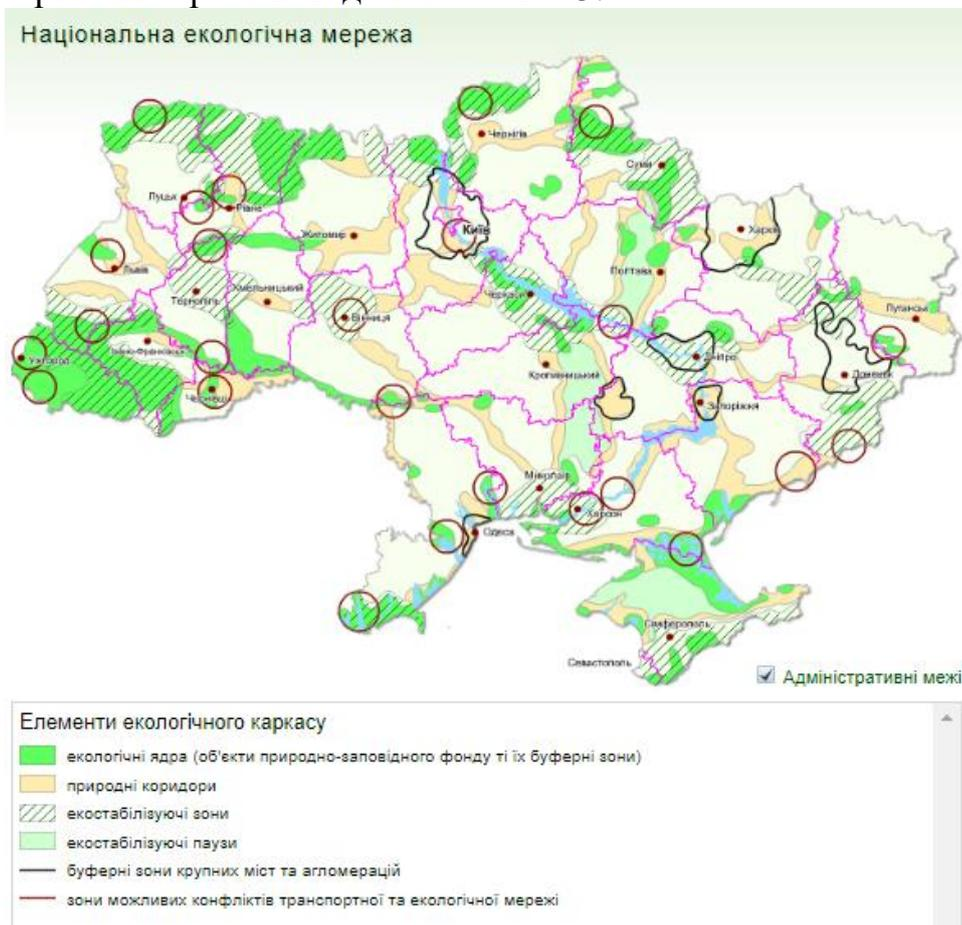 Національна екологічна мережа
Чернігів
Суми
Луцьк
Рівне
Київ
Харків
Житомир
Львів
Полтава
Тернопіль
Хмельницький
Черкаси
Вінниця
Луганськ
Ужгород
Івано-Франківськ
Дніпро
Кропивницький
Донецьк
Чернівці
Запоріжжя
Миколаїв
Херсон
Одеса
Сімферополь
Севастополь
Адміністративні межі
Елементи екологічного каркасу
екологічні ядра (об'єкти природно-заповідного фонду ті їх буферні зони)
природні коридори
екостабілізуючі зони
екостабілізуючі паузи
буферні зони крупних міст та агломерацій
зони можливих конфліктів транспортної та екологічної мережі